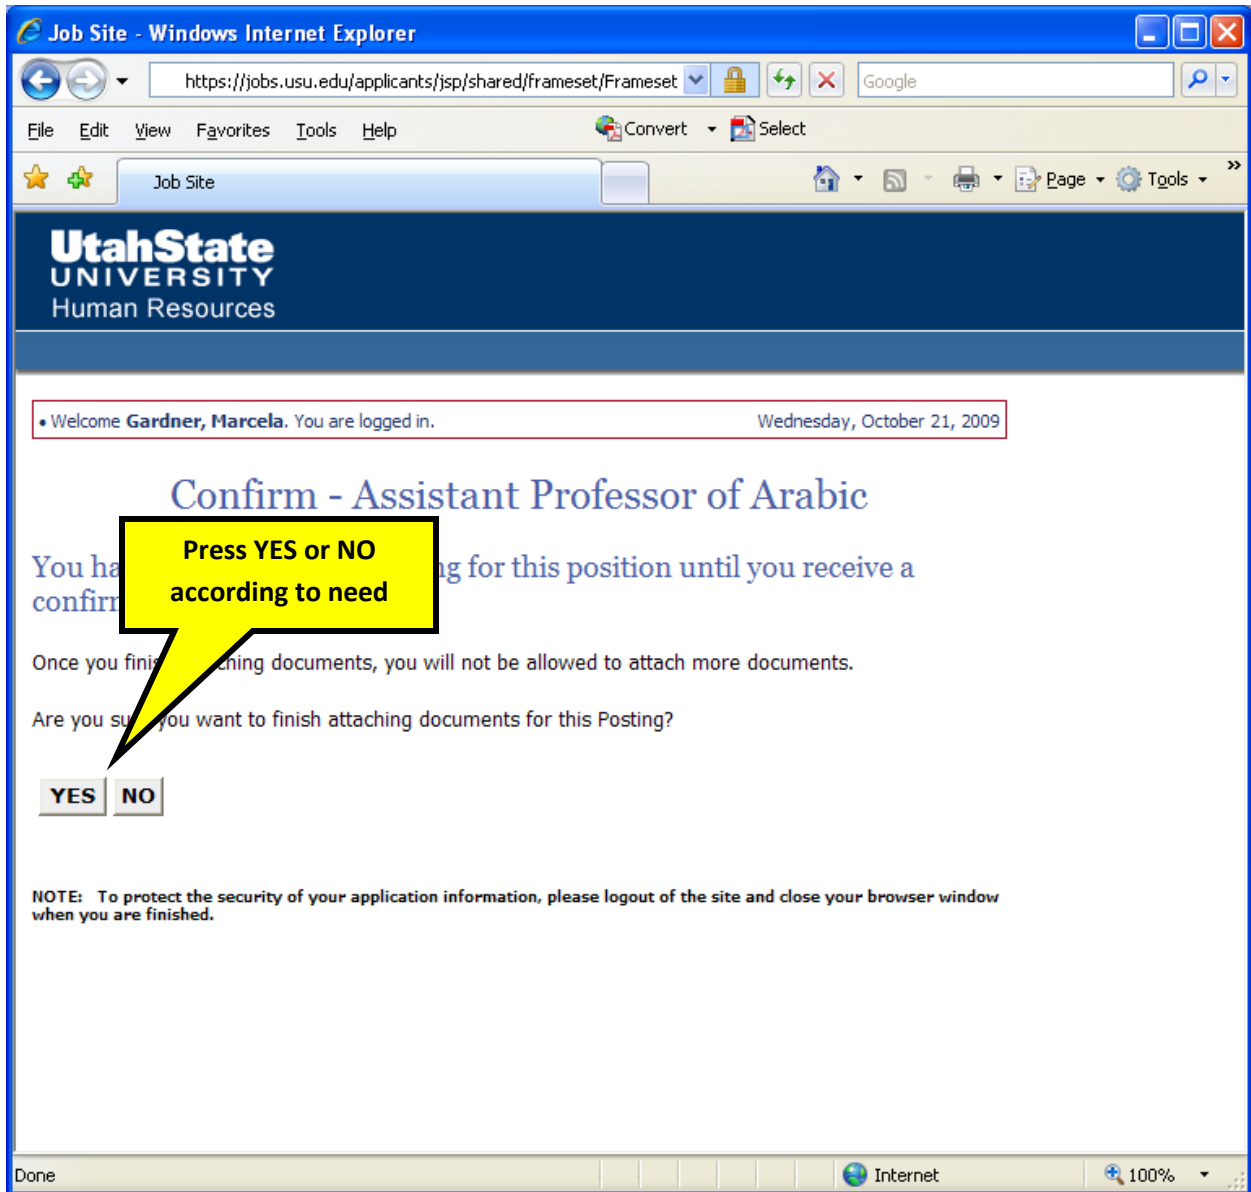 Job Site - Windows Internet Explorer
https://jobs.usu.edu/applicants/jsp/shared/frameset/Frameset
Google
File Edit View Favorites Tools Help Convert Select
Job Site Page Tools »
UtahState
UNIVERSITY
Human Resources
• Welcome Gardner, Marcela. You are logged in. Wednesday, October 21, 2009
Confirm - Assistant Professor of Arabic
Press YES or NO
according to need
You for this position until you receive a
Once you documents, you will not be allowed to attach more documents.
Are you you want to finish attaching documents for this Posting?
YES NO
NOTE: To protect the security of your application information, please logout of the site and close your browser window
when you are finished.
Done Internet 100%